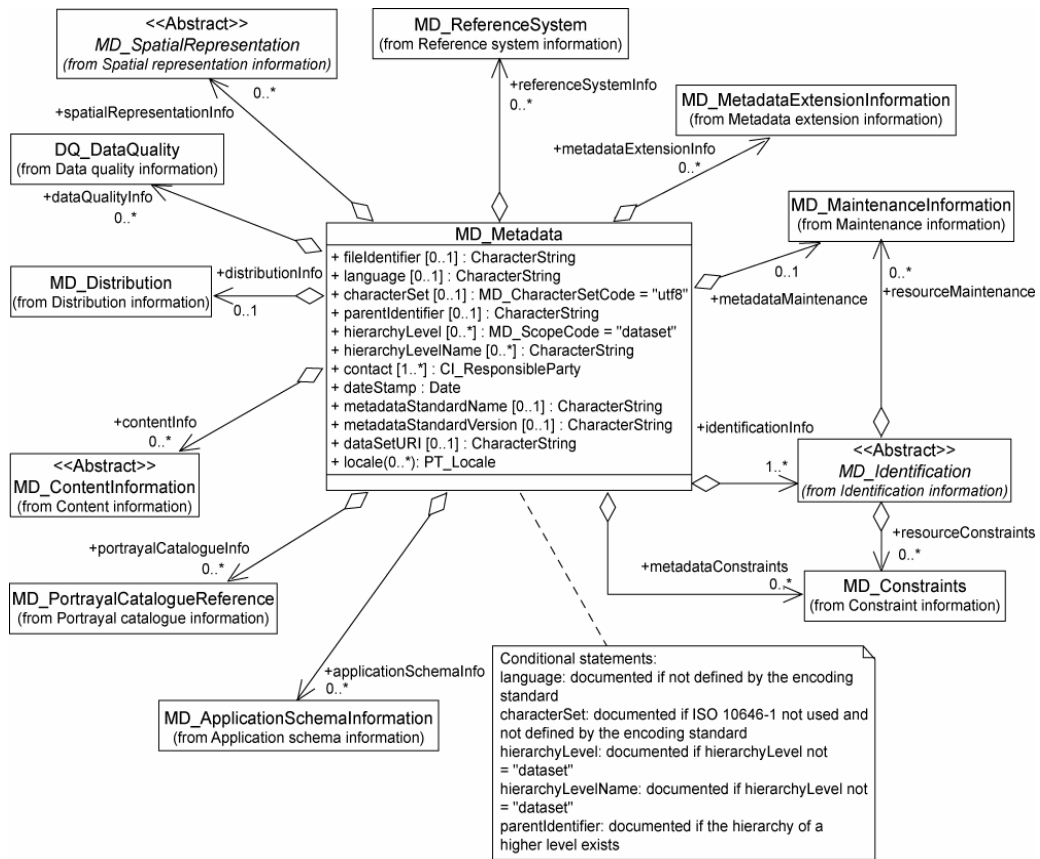 <<Abstract>>
MD_SpatialRepresentation
(from Spatial representation information)
MD_ReferenceSystem
(from Reference system information)
0..*
+spatialRepresentationInfo
+referenceSystemInfo
0..*
MD_MetadataExtensionInformation
(from Metadata extension information)
+metadataExtensionInfo
0..*
DQ_DataQuality
(from Data quality information)
+dataQualityInfo
0..*
MD_MaintenanceInformation
(from Maintenance information)
0..1
+metadataMaintenance
0..*
+resourceMaintenance
MD_Distribution
(from Distribution information)
+distributionInfo
0..1
MD_Metadata
+ fileIdentifier [0..1] : CharacterString
+ language [0..1] : CharacterString
+ characterSet [0..1] : MD_CharacterSetCode = "utf8"
+ parentIdentifier [0..1] : CharacterString
+ hierarchyLevel [0..*] : MD_ScopeCode = "dataset"
+ hierarchyLevelName [0..*] : CharacterString
+ contact [1..*] : CI_ResponsibleParty
+ dateStamp : Date
+ metadataStandardName [0..1] : CharacterString
+ metadataStandardVersion [0..1] : CharacterString
+ dataSetURI [0..1] : CharacterString
+ locale(0..*): PT_Locale
+contentInfo
0..*
<<Abstract>>
MD_ContentInformation
(from Content information)
+identificationInfo
1..*
<<Abstract>>
MD_Identification
(from Identification information)
+resourceConstraints
0..*
+portrayalCatalogueInfo
0..*
MD_PortrayalCatalogueReference
(from Portrayal catalogue information)
+metadataConstraints
0..*
MD_Constraints
(from Constraint information)
+applicationSchemaInfo
0..*
MD_ApplicationSchemaInformation
(from Application schema information)
Conditional statements:
language: documented if not defined by the encoding
standard
characterSet: documented if ISO 10646-1 not used and
not defined by the encoding standard
hierarchyLevel: documented if hierarchyLevel not
= "dataset"
hierarchyLevelName: documented if hierarchyLevel not
= "dataset"
parentIdentifier: documented if the hierarchy of a
higher level exists